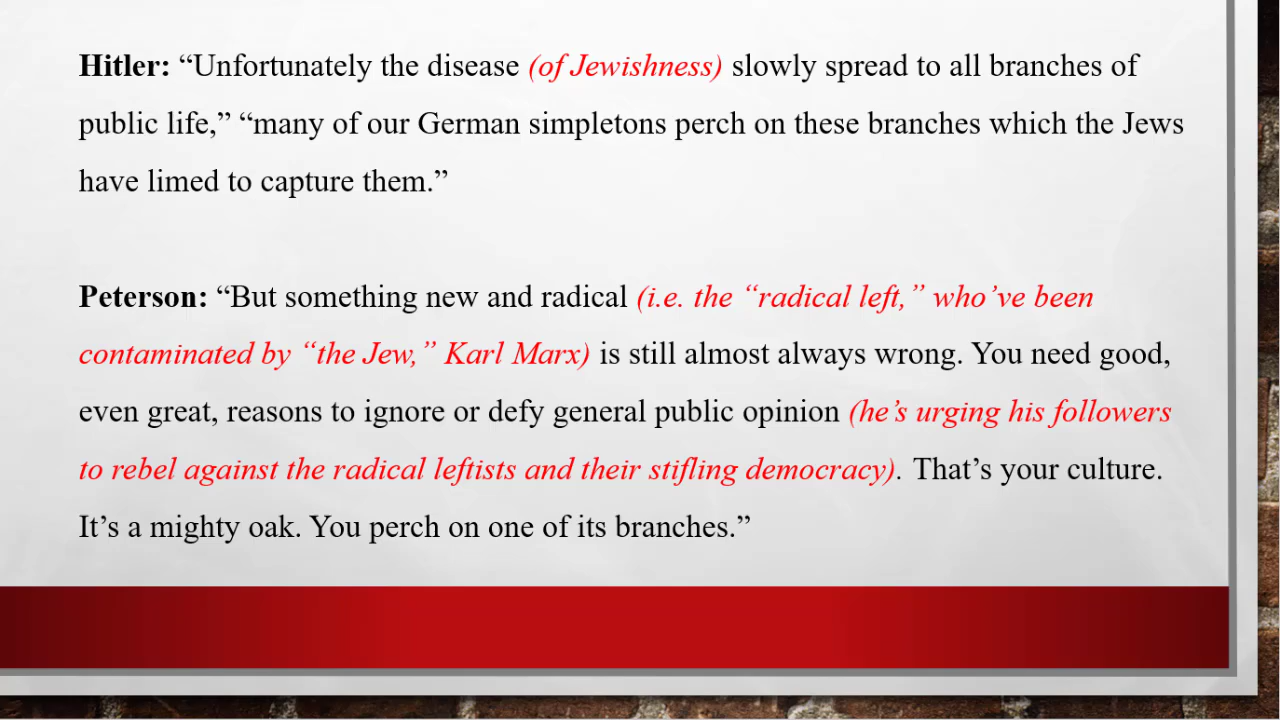 Hitler: “Unfortunately the disease (of Jewishness) slowly spread to all branches of
public life,” “many of our German simpletons perch on these branches which the Jews
have limed to capture them.”
Peterson: “But something new and radical (i.e. the “radical left,” who’ve been
contaminated by “the Jew,” Karl Marx) is still almost always wrong. You need good,
even great, reasons to ignore or defy general public opinion (he’s urging his followers
to rebel against the radical leftists and their stifling democracy). That’s your culture.
It’s a mighty oak. You perch on one of its branches.”